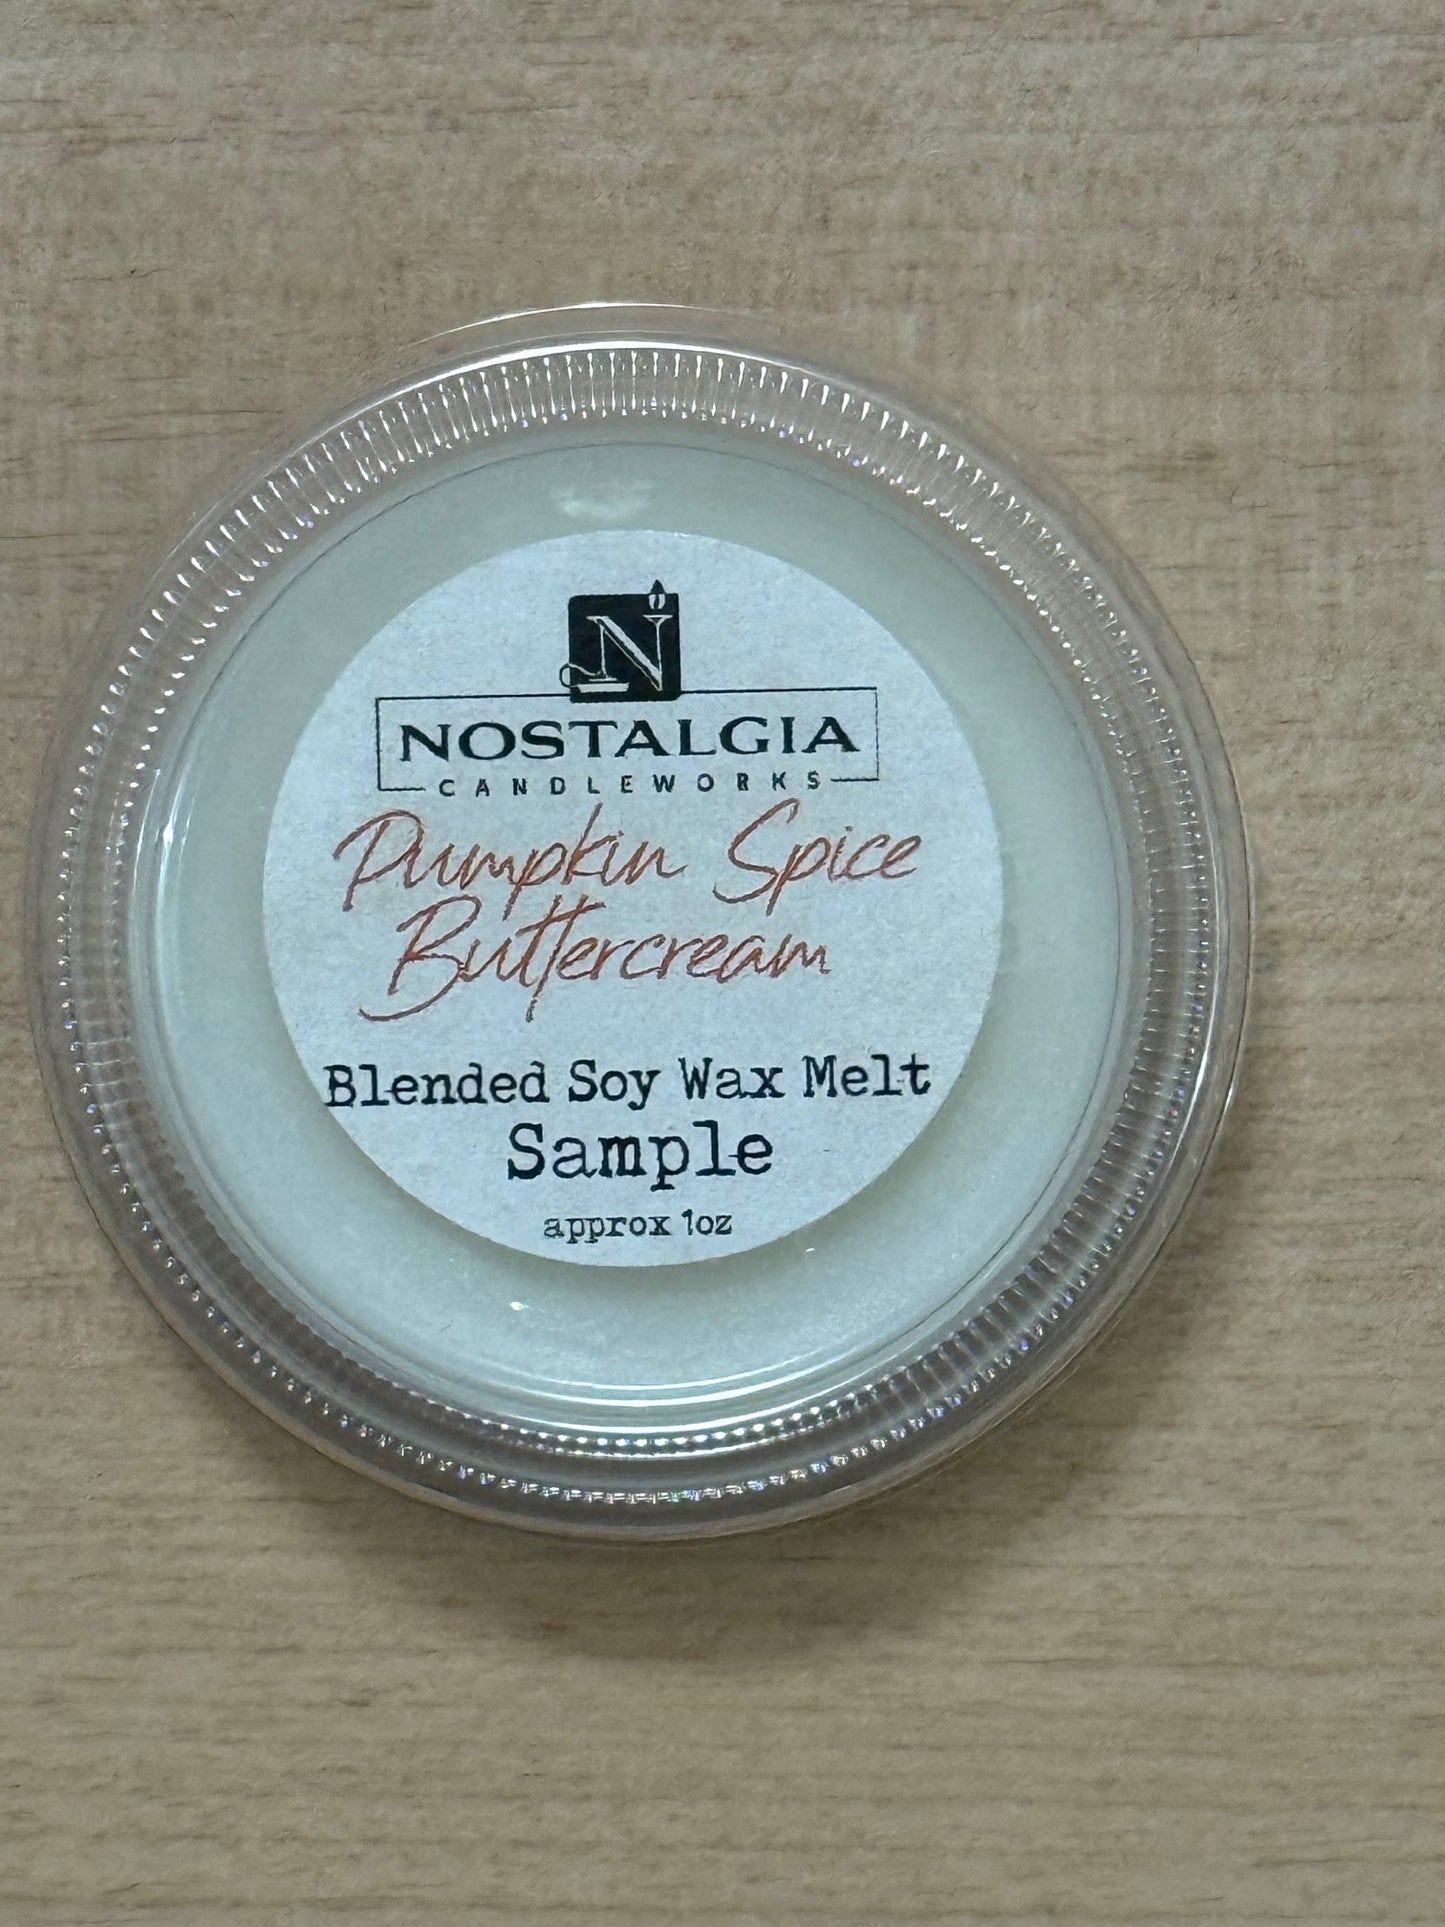 N
NOSTALGIA
CANDLEWORKS
Pumpkin Spice
Buttercream
Blended Soy Wax Melt
Sample
approx 1oz